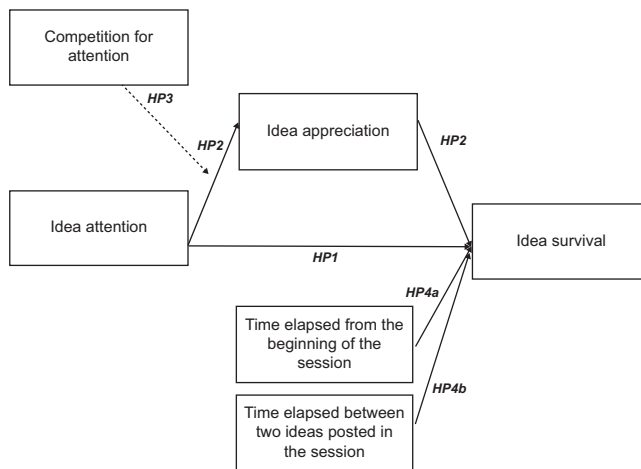 Competition for
attention
HP3
HP2
Idea appreciation
HP2
Idea attention
HP1
Idea survival
HP4a
Time elapsed from the
beginning of the
session
HP4b
Time elapsed between
two ideas posted in
the session